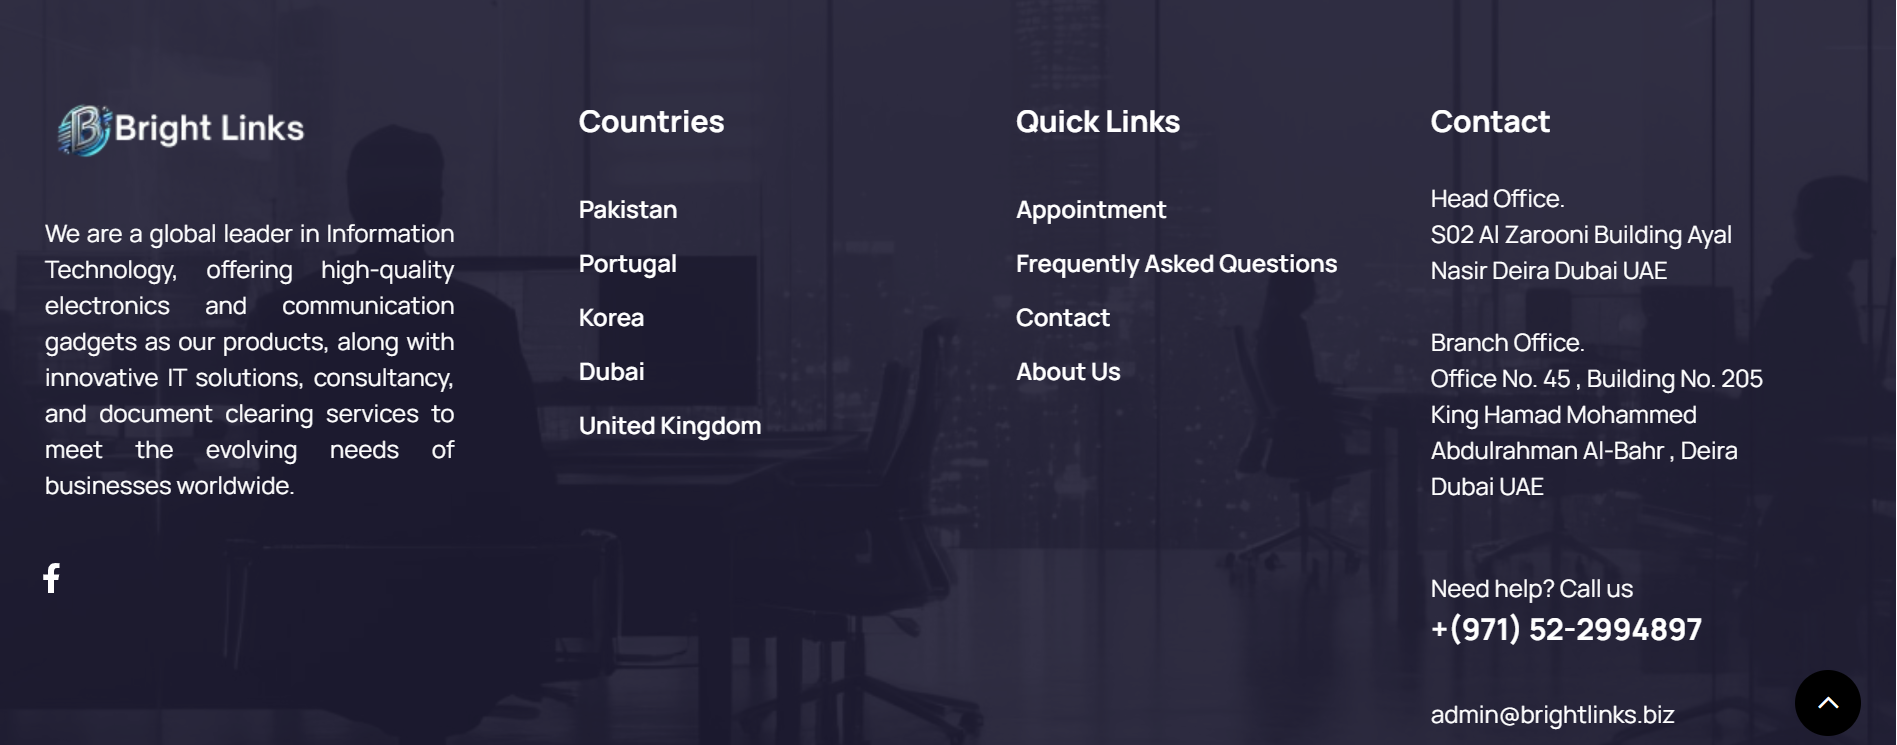 Bright Links
We are a global leader in Information
Technology, offering high-quality
electronics and communication
gadgets as our products, along with
innovative IT solutions, consultancy,
and document clearing services to
meet the evolving needs of
businesses worldwide.
Countries
Pakistan
Portugal
Korea
Dubai
United Kingdom
Quick Links
Appointment
Frequently Asked Questions
Contact
About Us
Contact
Head Office.
S02 Al Zarooni Building Ayal
Nasir Deira Dubai UAE
Branch Office.
Office No. 45 , Building No. 205
King Hamad Mohammed
Abdulrahman Al-Bahr , Deira
Dubai UAE
Need help? Call us
+(971) 52-2994897
admin@brightlinks.biz